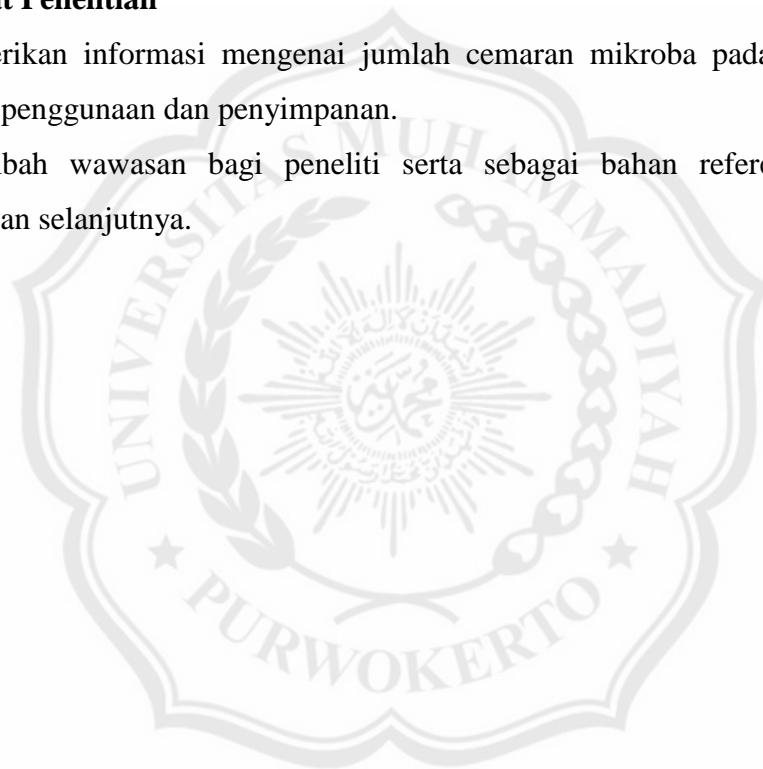 t Penelitian
erikan informasi mengenai jumlah cemaran mikroba pada
penggunaan dan penyimpanan.
bah wawasan bagi peneliti serta sebagai bahan refer
an selanjutnya.
UNIVERSITAS MUHAMMADIYAH
PURWOKERTO